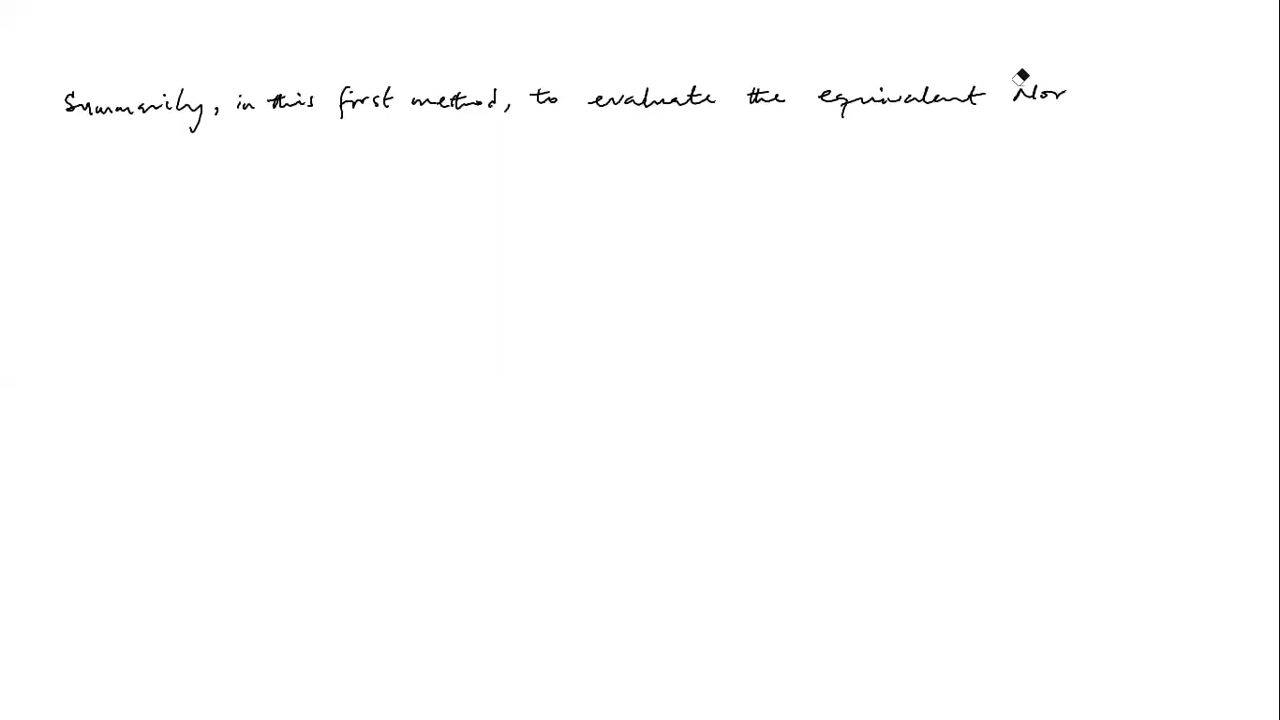 Summarily, in this first method, to evaluate the equivalent Nor